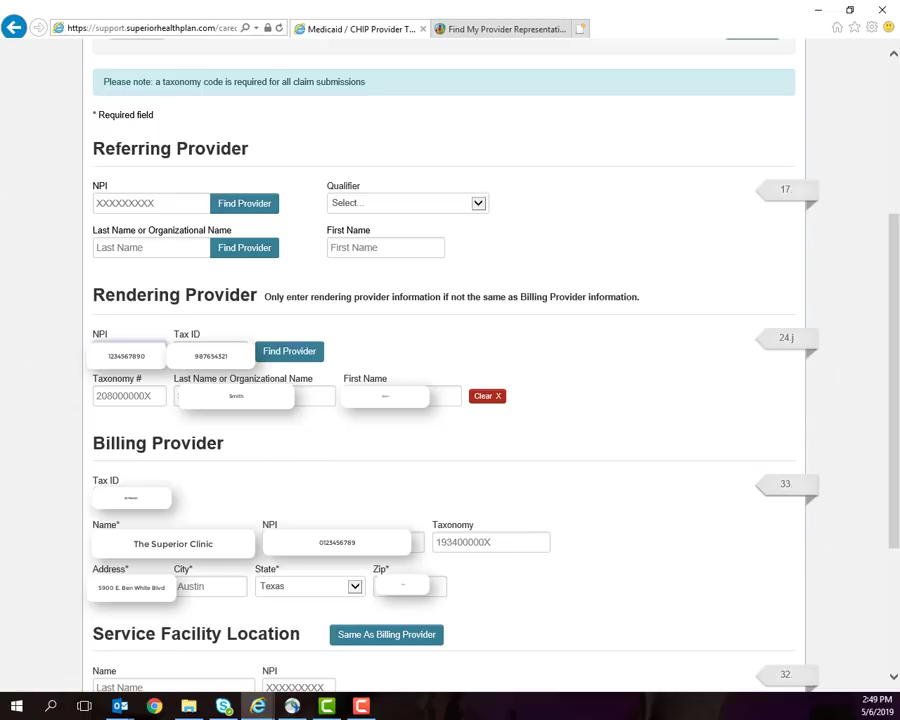 https://support.superiorhealthplan.com/carec
Medicaid / CHIP Provider T...
Find My Provider Representati...
Please note: a taxonomy code is required for all claim submissions
* Required field
Referring Provider
NPI Qualifier
17.
XXXXXXXXX Find Provider Select...
Last Name or Organizational Name First Name
Last Name Find Provider First Name
Rendering Provider Only enter rendering provider information if not the same as Billing Provider information.
NPI Tax ID
24.j
1234567890 987654321 Find Provider
Taxonomy # Last Name or Organizational Name First Name
208000000X Smith Clear X
Billing Provider
Tax ID
33.
Name* NPI Taxonomy
The Superior Clinic 0123456789 193400000X
Address* City* State* Zip*
5900 E. Ben White Blvd Austin Texas
Service Facility Location Same As Billing Provider
Name NPI
32.
Last Name XXXXXXXXX
2:49 PM
5/6/2019